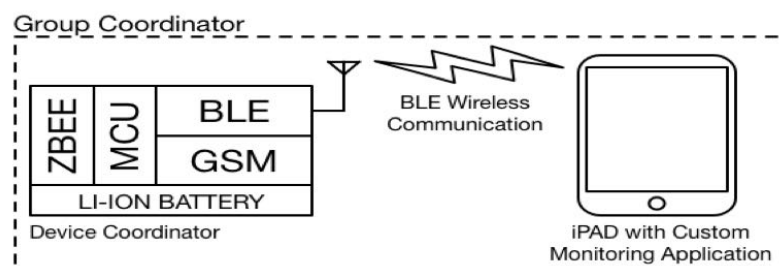 Group Coordinator
ZBEE
MCU
BLE
GSM
LI-ION BATTERY
Device Coordinator
BLE Wireless
Communication
iPAD with Custom
Monitoring Application